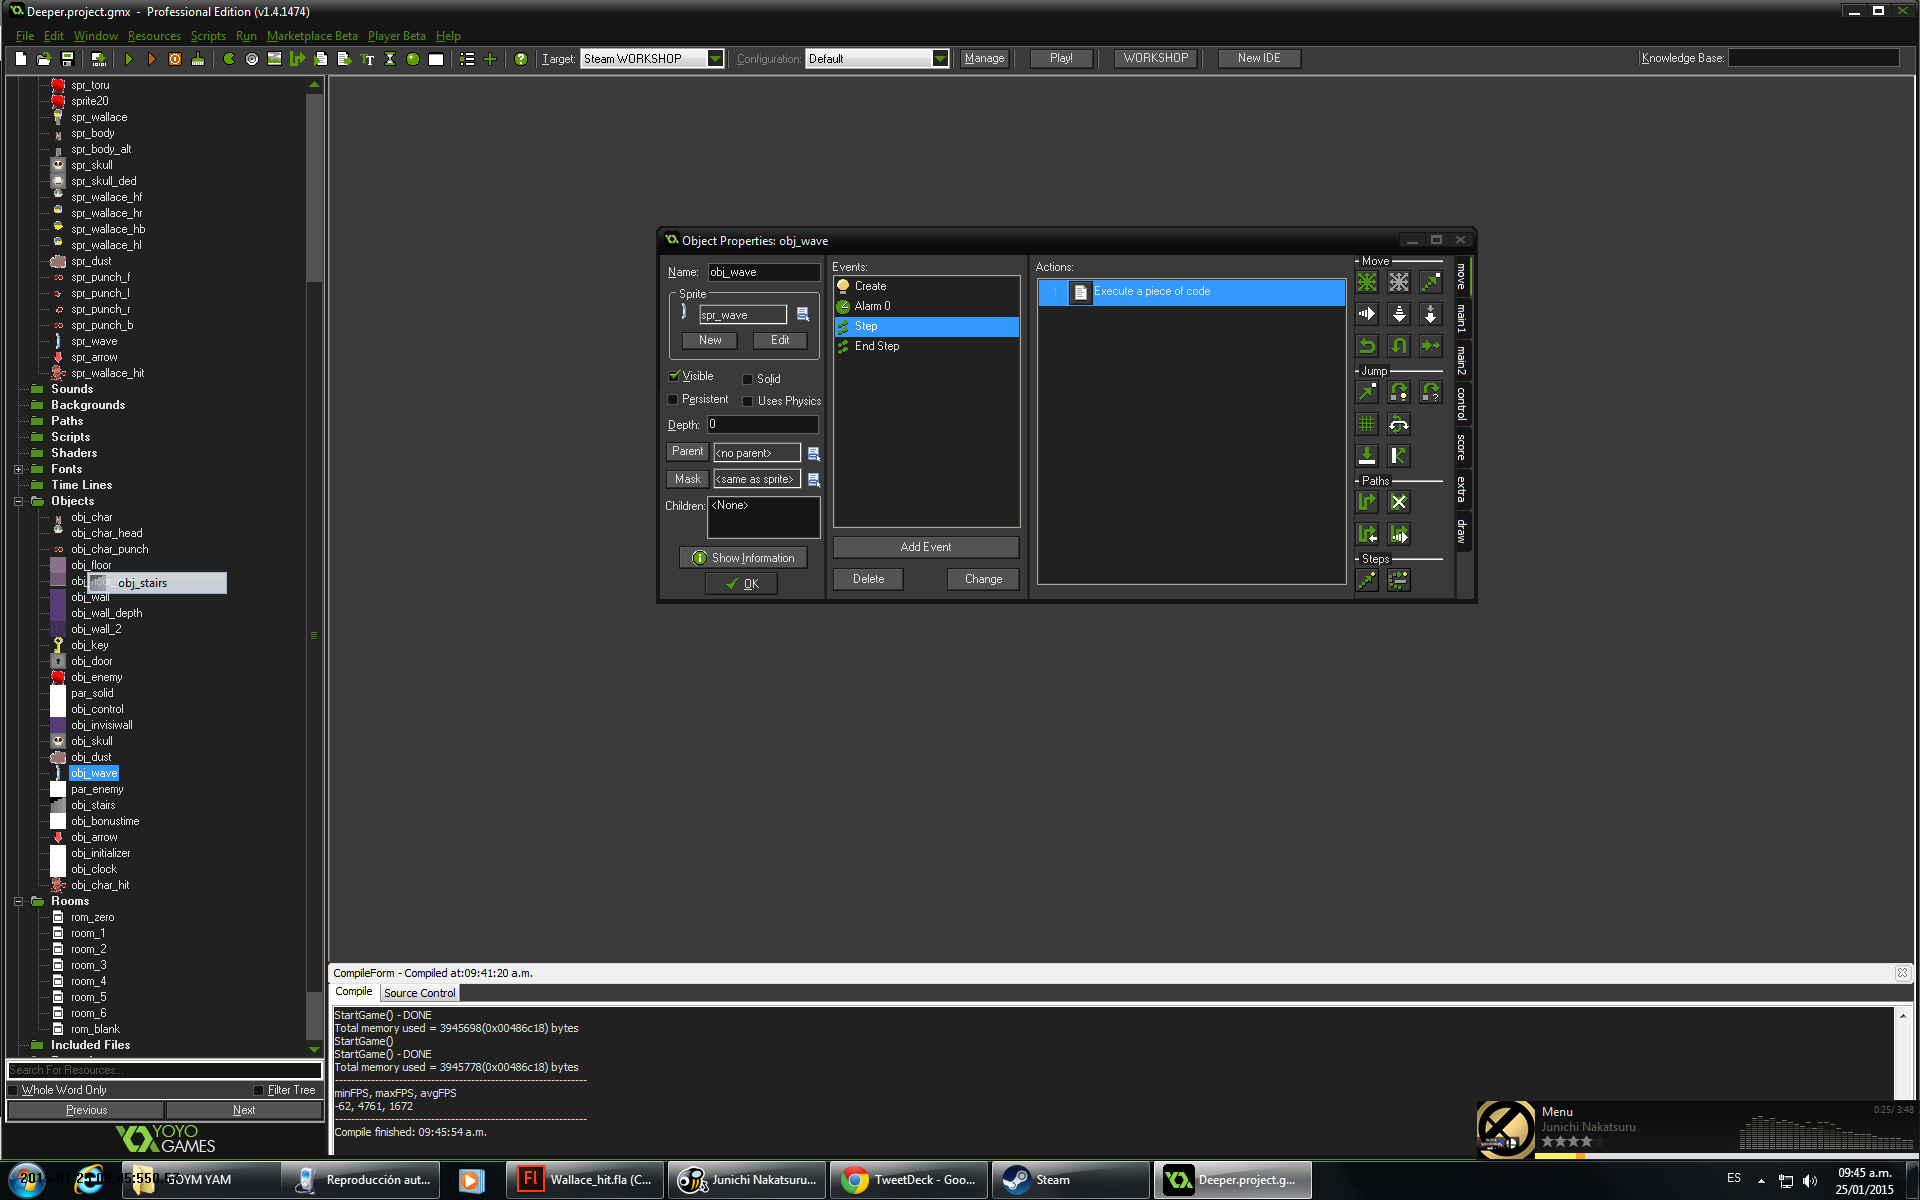 Deeper.project.gmx - Professional Edition (v1.4.1474)
File Edit Window Resources Scripts Run Marketplace Beta Player Beta Help
Target: Steam WORKSHOP Configuration: Default Manage Play! WORKSHOP New IDE Knowledge Base:
spr_toru
sprite20
spr_wallace
spr_body
spr_body_alt
spr_skull
spr_skull_ded
spr_wallace_hf
spr_wallace_hr
spr_wallace_hb
spr_wallace_hl
spr_dust
spr_punch_f
spr_punch_l
spr_punch_r
spr_punch_b
spr_wave
spr_arrow
spr_wallace_hit
Sounds
Backgrounds
Paths
Scripts
Shaders
Fonts
Time Lines
Objects
obj_char
obj_char_head
obj_char_punch
obj_floor
obj_stairs
obj_wall
obj_wall_depth
obj_wall_2
obj_key
obj_door
obj_enemy
par_solid
obj_control
obj_invisiwall
obj_skull
obj_dust
obj_wave
par_enemy
obj_stairs
obj_bonustime
obj_arrow
obj_initializer
obj_clock
obj_char_hit
Rooms
rom_zero
room_1
room_2
room_3
room_4
room_5
room_6
rom_blank
Included Files
Search For Resources...
Whole Word Only Filter Tree
Previous Next
YOYO
GAMES
Object Properties: obj_wave
Name: obj_wave
Sprite
spr_wave
New Edit
Visible Solid
Persistent Uses Physics
Depth: 0
Parent <no parent>
Mask <same as sprite>
Children: <None>
Show Information
OK
Events:
Create
Alarm 0
Step
End Step
Add Event
Delete Change
Actions:
1 Execute a piece of code
Move
Jump
Paths
Steps
move
main1
main2
control
score
extra
draw
CompileForm - Compiled at:09:41:20 a.m.
Compile Source Control
StartGame() - DONE
Total memory used = 3945698(0x00486c18) bytes
StartGame()
StartGame() - DONE
Total memory used = 3945778(0x00486c18) bytes
minFPS, maxFPS, avgFPS
-62, 4761, 1672
Compile finished: 09:45:54 a.m.
Menu 0:25/ 3:48
Junichi Nakatsuru
YAM Reproducción aut... Wallace_hit.fla (C... Junichi Nakatsuru... TweetDeck - Goo... Steam Deeper.project.g... ES
09:45 a.m.
25/01/2015